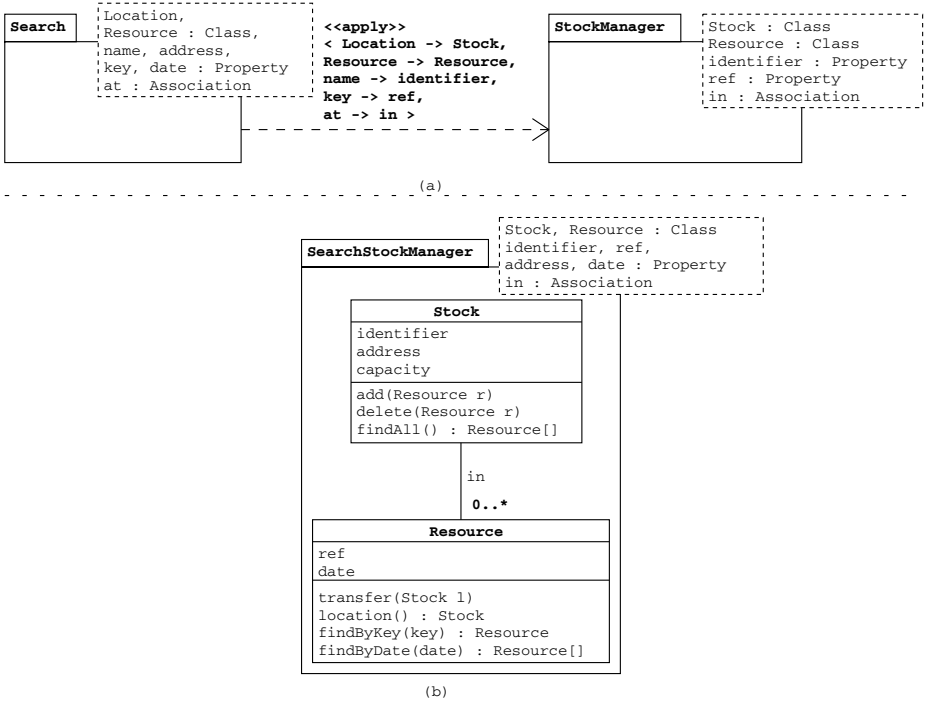 Search
Location,
Resource : Class,
name, address,
key, date : Property
at : Association
<<apply>>
< Location -> Stock,
Resource -> Resource,
name -> identifier,
key -> ref,
at -> in >
StockManager
Stock : Class
Resource : Class
identifier : Property
ref : Property
in : Association
(a)
SearchStockManager
Stock, Resource : Class
identifier, ref,
address, date : Property
in : Association
Stock
identifier
address
capacity
add(Resource r)
delete(Resource r)
findAll() : Resource[]
in
0..*
Resource
ref
date
transfer(Stock l)
location() : Stock
findByKey(key) : Resource
findByDate(date) : Resource[]
(b)